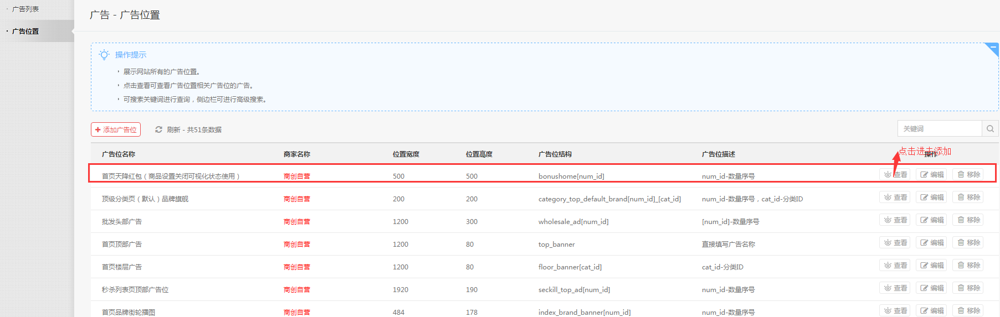 广告列表
广告位置
广告 - 广告位置
操作提示
展示网站所有的广告位置。
点击查看可查看广告位置相关广告位的广告。
可搜索关键词进行查询，侧边栏可进行高级搜索。
添加广告位 刷新 - 共51条数据 关键词
点击进去添加
广告位名称 商家名称 位置宽度 位置高度 广告位结构 广告位描述 操作
首页天降红包（商品设置关闭可视化状态使用） 商创自营 500 500 bonushome[num_id] num_id-数量序号 查看 编辑 移除
顶级分类页（默认）品牌旗舰 商创自营 200 200 category_top_default_brand[num_id]_[cat_id] num_id-数量序号，cat_id-分类ID 查看 编辑 移除
批发头部广告 商创自营 1200 300 wholesale_ad[num_id] [num_id]-数量序号 查看 编辑 移除
首页顶部广告 商创自营 1200 80 top_banner 直接填写广告名称 查看 编辑 移除
首页楼层广告 商创自营 1200 80 floor_banner[cat_id] cat_id-分类ID 查看 编辑 移除
秒杀列表页顶部广告位 商创自营 1920 190 seckill_top_ad[num_id] num_id-数量序号 查看 编辑 移除
首页品牌街轮播图 商创自营 484 178 index_brand_banner[num_id] num_id-数量序号 查看 编辑 移除